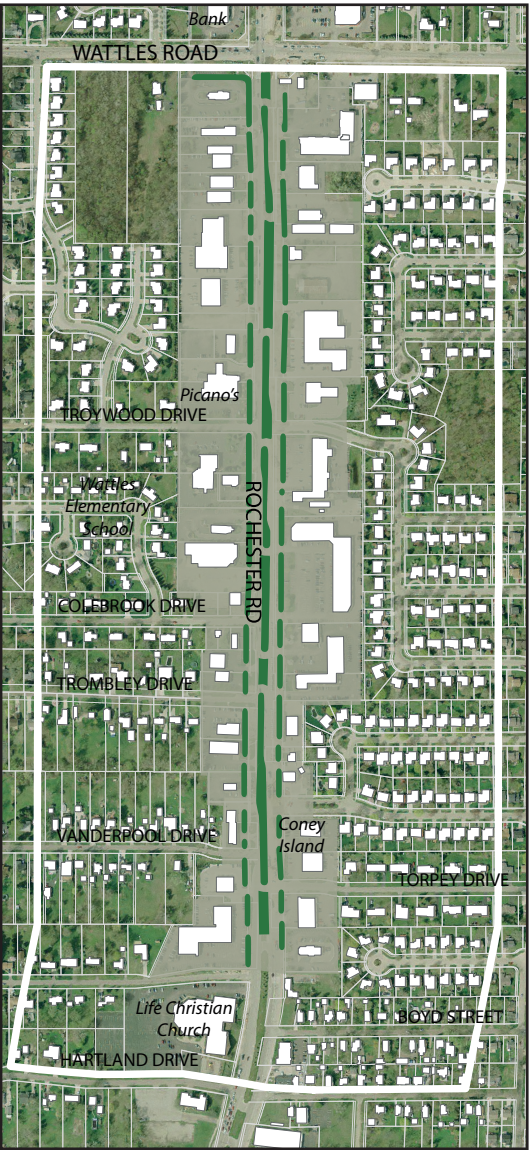 Bank
WATTLES ROAD
Picano's
TROYWOOD DRIVE
Wattles
Elementary
School
ROCHESTER RD
COLEBROOK DRIVE
TROMBLEY DRIVE
Coney
Island
VANDERPOOL DRIVE
TORPEY DRIVE
Life Christian
Church
BOYD STREET
HARTLAND DRIVE